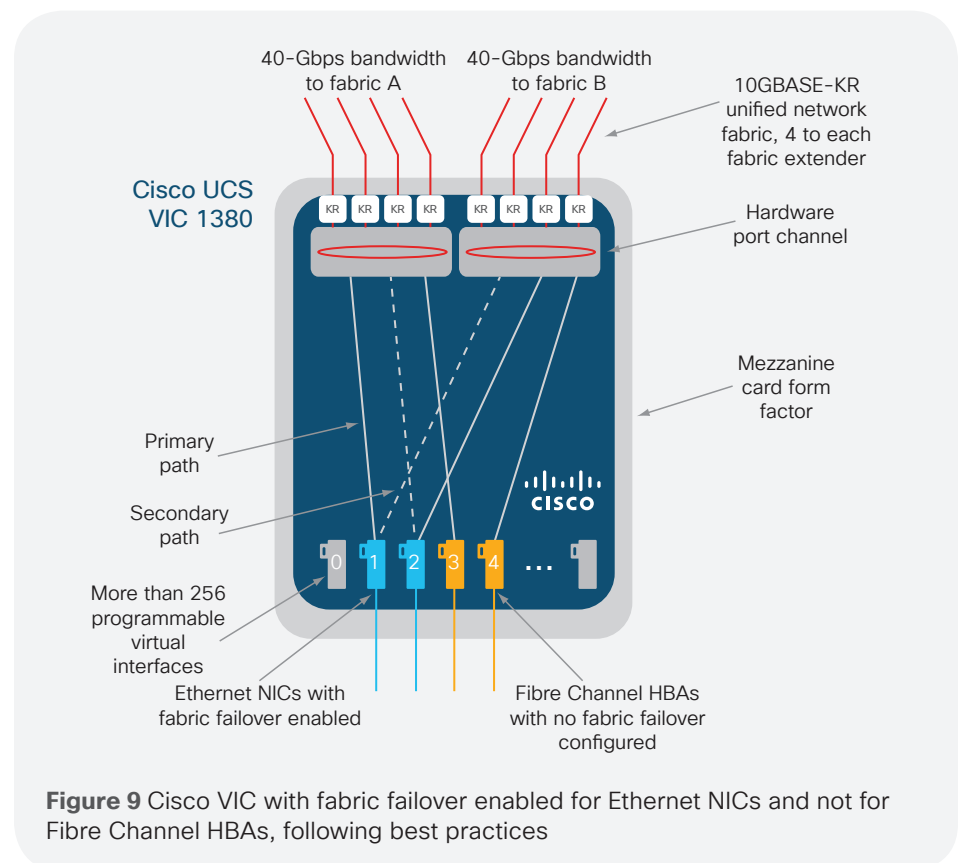 40-Gbps bandwidth
to fabric A
40-Gbps bandwidth
to fabric B
10GBASE-KR
unified network
fabric, 4 to each
fabric extender
Cisco UCS
VIC 1380
KR KR KR KR KR KR KR KR
Hardware
port channel
Mezzanine
card form
factor
Primary
path
Secondary
path
CISCO
0 1 2 3 4 ...
More than 256
programmable
virtual
interfaces
Ethernet NICs with
fabric failover enabled
Fibre Channel HBAs
with no fabric failover
configured
Figure 9 Cisco VIC with fabric failover enabled for Ethernet NICs and not for
Fibre Channel HBAs, following best practices